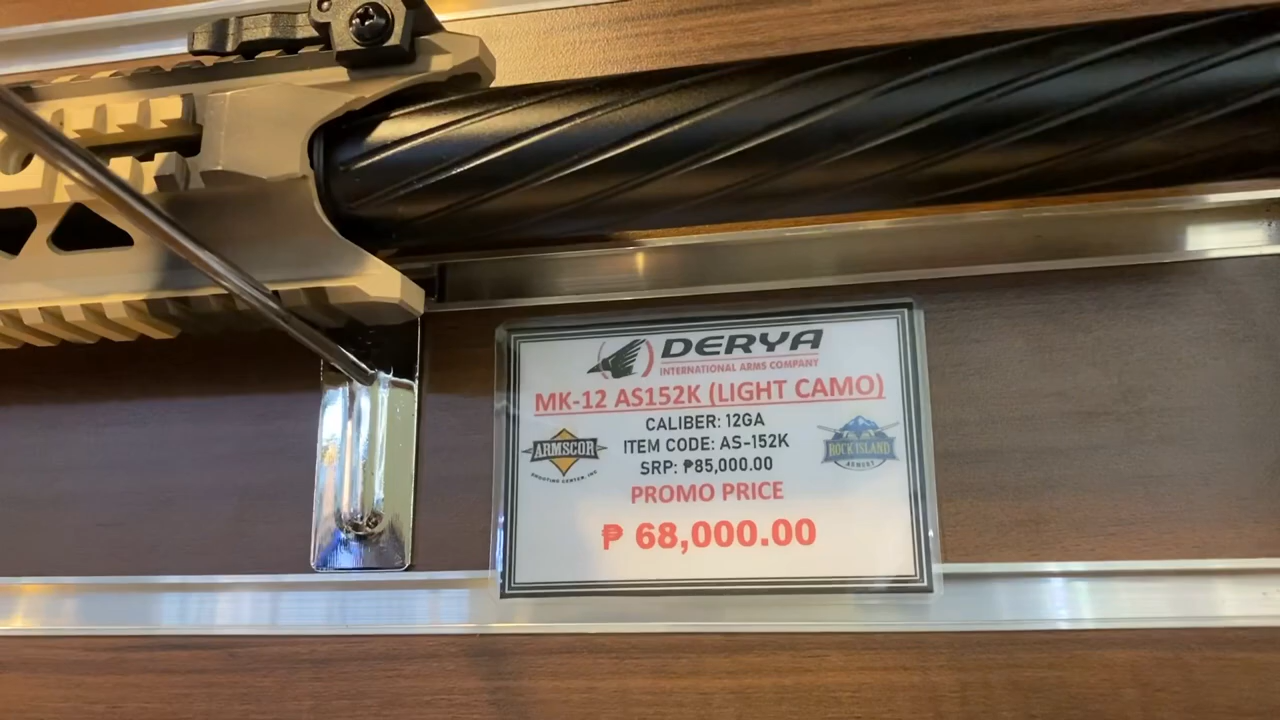 DERYA
INTERNATIONAL ARMS COMPANY
MK-12 AS152K (LIGHT CAMO)
CALIBER: 12GA
ITEM CODE: AS-152K
SRP: ₱85,000.00
ARMSCOR
SHOOTING CENTER, INC
ROCK ISLAND
ARMORY
PROMO PRICE
₱ 68,000.00